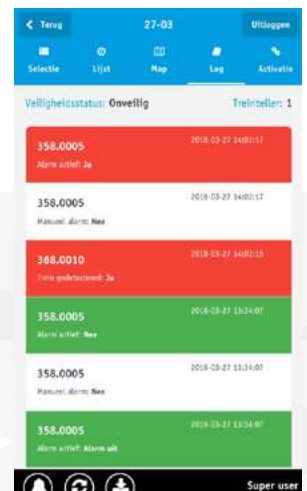 Terug 27-03 Uitloggen
Selectie Lijst Map Log Activatie
Veiligheidsstatus: Onveilig Treinteller: 1
358.0005 2018-03-27 14:02:17
Alarm actief: Ja
358.0005 2018-03-27 14:02:17
Manueel alarm: Nee
368.0010 2018-03-27 14:02:15
Trein gedetecteerd: Ja
358.0005 2018-03-27 13:34:07
Alarm actief: Nee
358.0005 2018-03-27 13:34:07
Manueel alarm: Nee
358.0005 2018-03-27 13:34:07
Alarm actief: Alarm uit
Super user